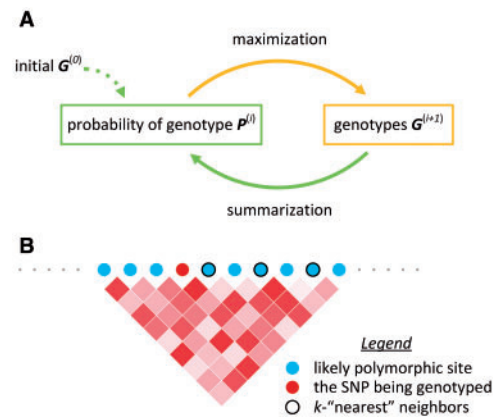 A
maximization
initial G^(0)
probability of genotype P^(i)
genotypes G^(i+1)
summarization
B
Legend
likely polymorphic site
the SNP being genotyped
k-“nearest” neighbors